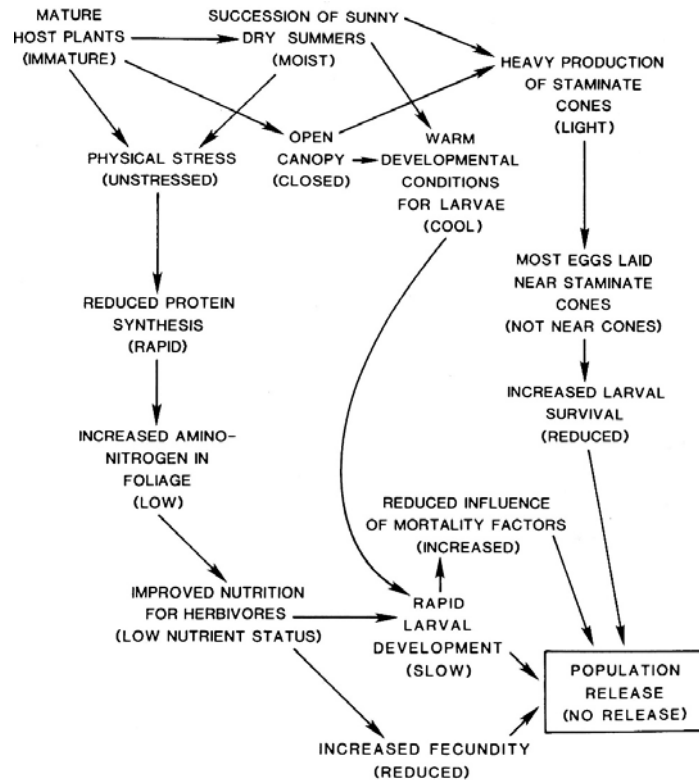 MATURE
HOST PLANTS
(IMMATURE)
SUCCESSION OF SUNNY
DRY SUMMERS
(MOIST)
HEAVY PRODUCTION
OF STAMINATE
CONES
(LIGHT)
PHYSICAL STRESS
(UNSTRESSED)
OPEN
CANOPY
(CLOSED)
WARM
DEVELOPMENTAL
CONDITIONS
FOR LARVAE
(COOL)
MOST EGGS LAID
NEAR STAMINATE
CONES
(NOT NEAR CONES)
REDUCED PROTEIN
SYNTHESIS
(RAPID)
INCREASED LARVAL
SURVIVAL
(REDUCED)
INCREASED AMINO-
NITROGEN IN
FOLIAGE
(LOW)
REDUCED INFLUENCE
OF MORTALITY FACTORS
(INCREASED)
IMPROVED NUTRITION
FOR HERBIVORES
(LOW NUTRIENT STATUS)
RAPID
LARVAL
DEVELOPMENT
(SLOW)
POPULATION
RELEASE
(NO RELEASE)
INCREASED FECUNDITY
(REDUCED)